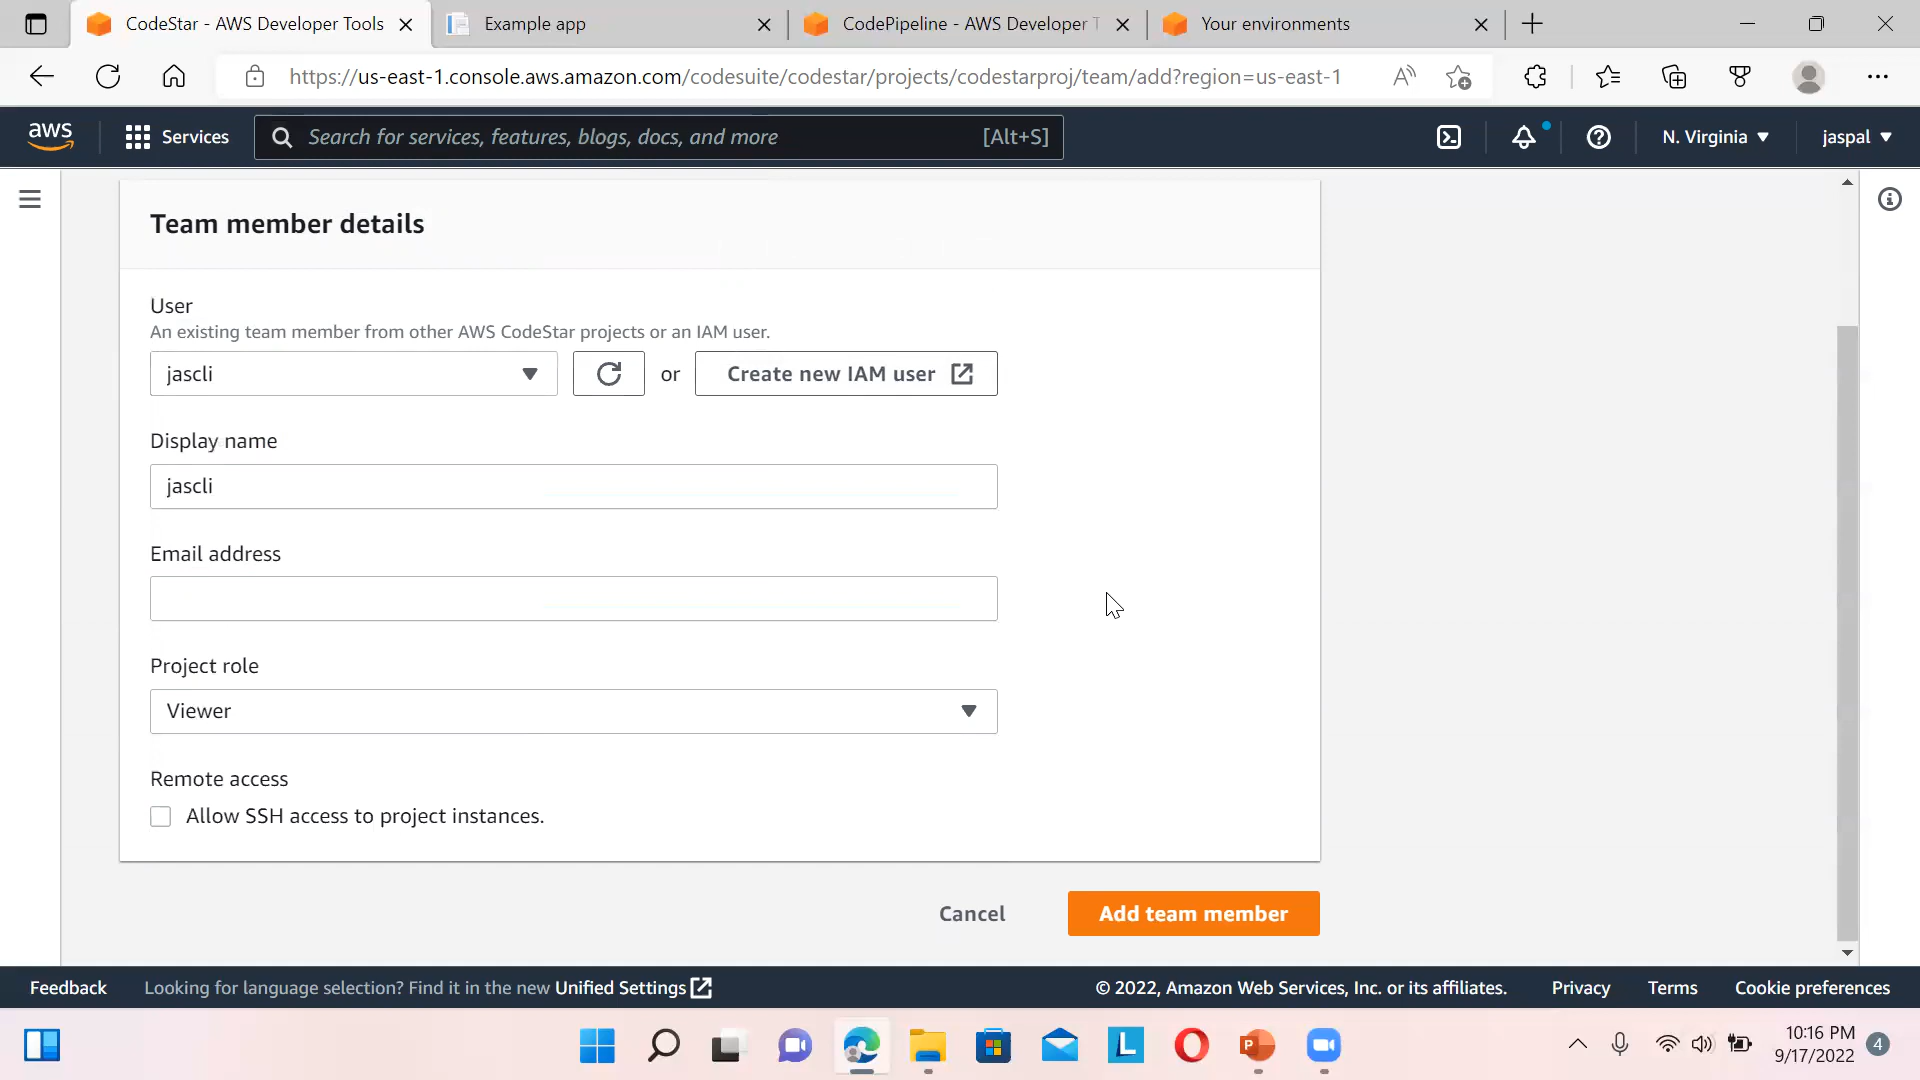 CodeStar - AWS Developer Tools
Example app
CodePipeline - AWS Developer T
Your environments
https://us-east-1.console.aws.amazon.com/codesuite/codestar/projects/codestarproj/team/add?region=us-east-1
aws
Services
Search for services, features, blogs, docs, and more
[Alt+S]
N. Virginia
jaspal
Team member details
User
An existing team member from other AWS CodeStar projects or an IAM user.
jascli
or
Create new IAM user
Display name
jascli
Email address
Project role
Viewer
Remote access
Allow SSH access to project instances.
Cancel
Add team member
Feedback
Looking for language selection? Find it in the new Unified Settings
© 2022, Amazon Web Services, Inc. or its affiliates.
Privacy
Terms
Cookie preferences
10:16 PM
9/17/2022
4